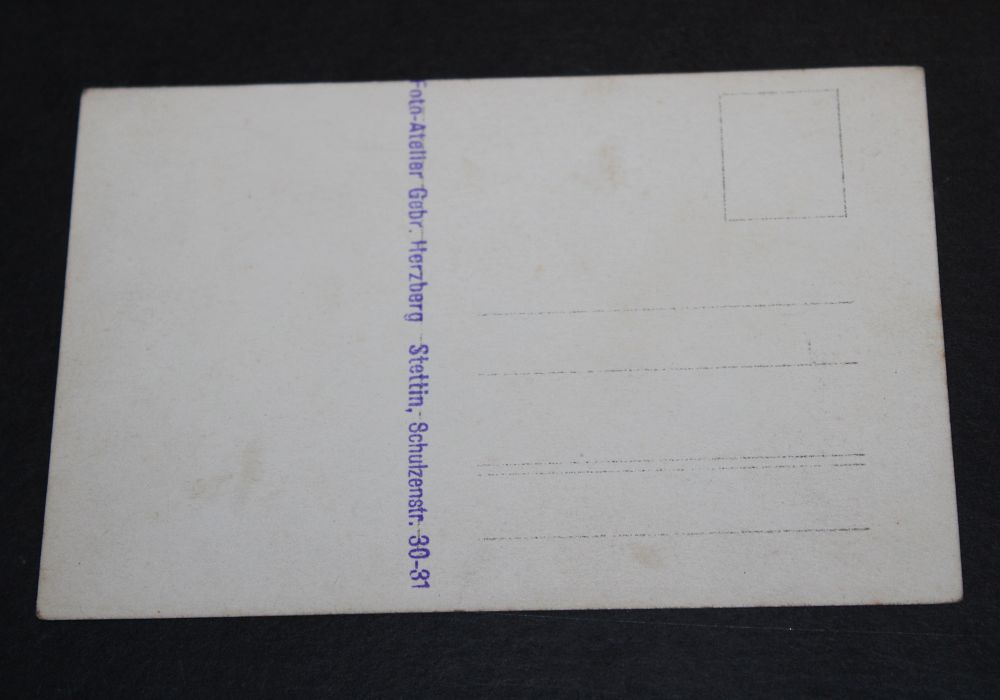 Foto-Atelier Gebr. Herzberg Stettin, Schulzenstr. 30-31